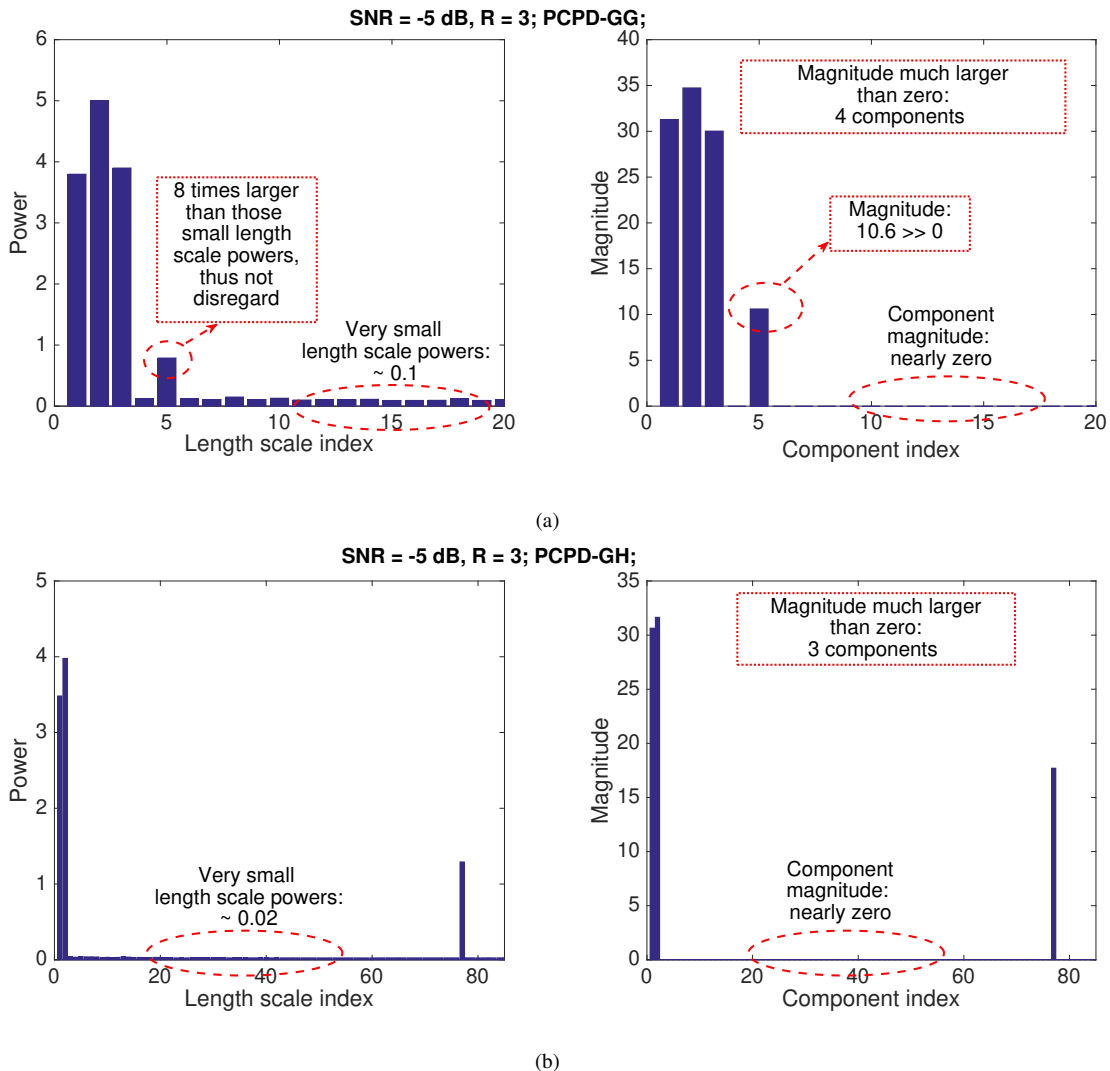 SNR = -5 dB, R = 3; PCPD-GG;
6
5
4
3
2
1
0
Power
8 times larger
than those
small length
scale powers,
thus not
disregard
Very small
length scale powers:
~ 0.1
0
5
10
15
20
Length scale index
40
35
30
25
20
15
10
5
0
Magnitude
Magnitude much larger
than zero:
4 components
Magnitude:
10.6 >> 0
Component
magnitude:
nearly zero
0
5
10
15
20
Component index
(a)
SNR = -5 dB, R = 3; PCPD-GH;
5
4
3
2
1
0
Power
Very small
length scale powers:
~ 0.02
0
20
40
60
80
Length scale index
35
30
25
20
15
10
5
0
Magnitude
Magnitude much larger
than zero:
3 components
Component
magnitude:
nearly zero
0
20
40
60
80
Component index
(b)